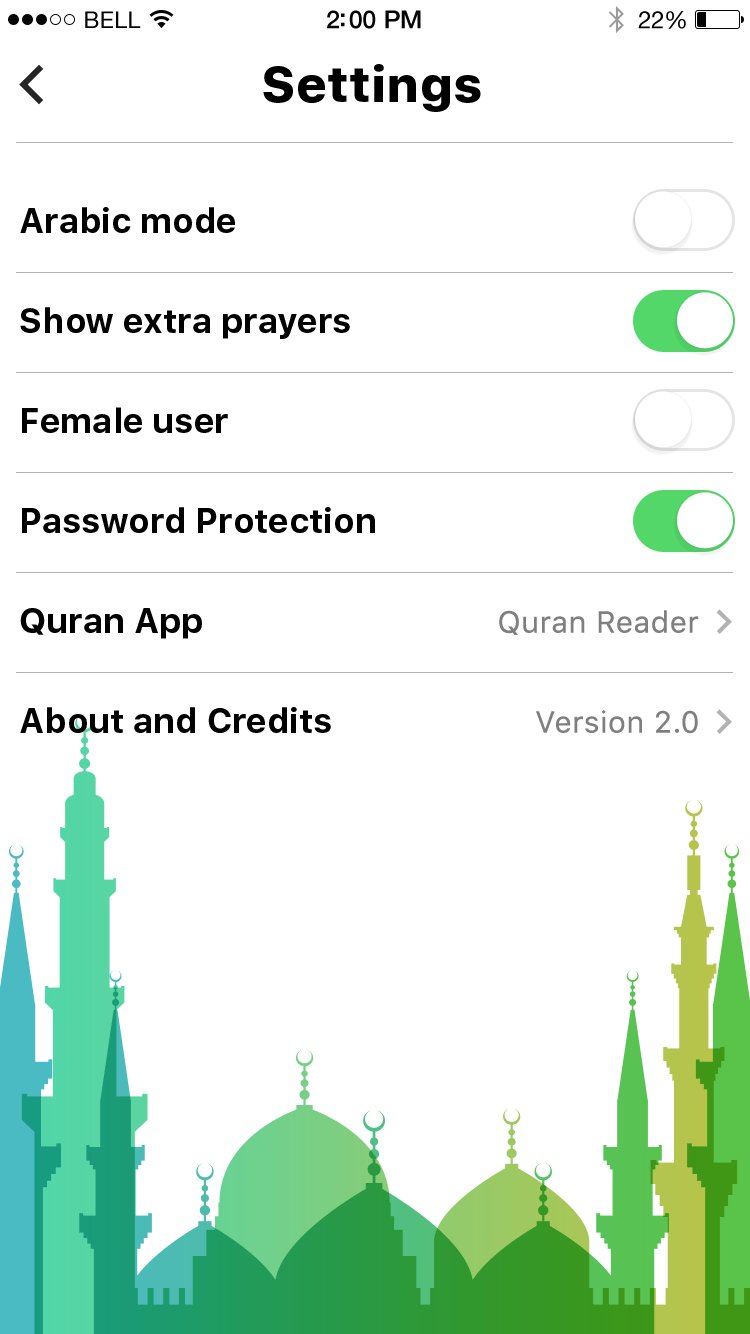 BELL 2:00 PM 22%
Settings
Arabic mode
Show extra prayers
Female user
Password Protection
Quran App Quran Reader
About and Credits Version 2.0